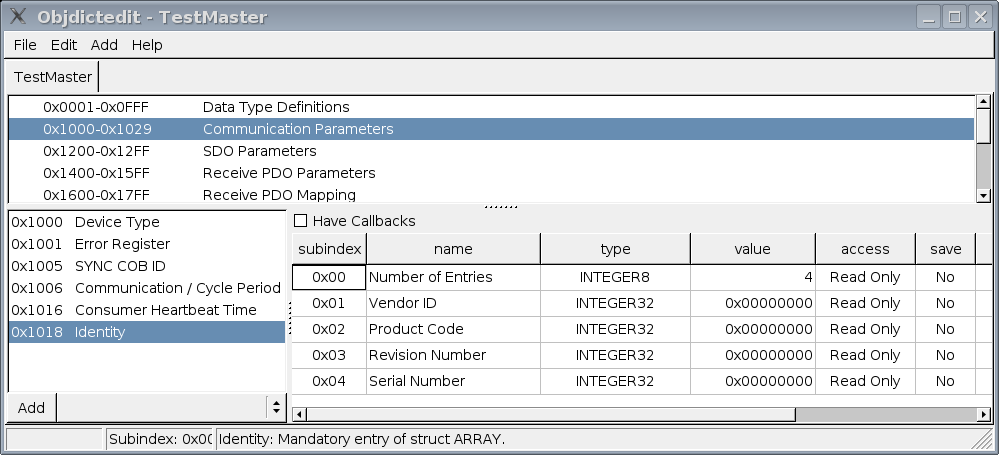 Objdictedit - TestMaster
File Edit Add Help
TestMaster
0x0001-0x0FFF Data Type Definitions
0x1000-0x1029 Communication Parameters
0x1200-0x12FF SDO Parameters
0x1400-0x15FF Receive PDO Parameters
0x1600-0x17FF Receive PDO Mapping
0x1000 Device Type
0x1001 Error Register
0x1005 SYNC COB ID
0x1006 Communication / Cycle Period
0x1016 Consumer Heartbeat Time
0x1018 Identity
Add
Have Callbacks
subindex name type value access save
0x00 Number of Entries INTEGER8 4 Read Only No
0x01 Vendor ID INTEGER32 0x00000000 Read Only No
0x02 Product Code INTEGER32 0x00000000 Read Only No
0x03 Revision Number INTEGER32 0x00000000 Read Only No
0x04 Serial Number INTEGER32 0x00000000 Read Only No
Subindex: 0x00 Identity: Mandatory entry of struct ARRAY.